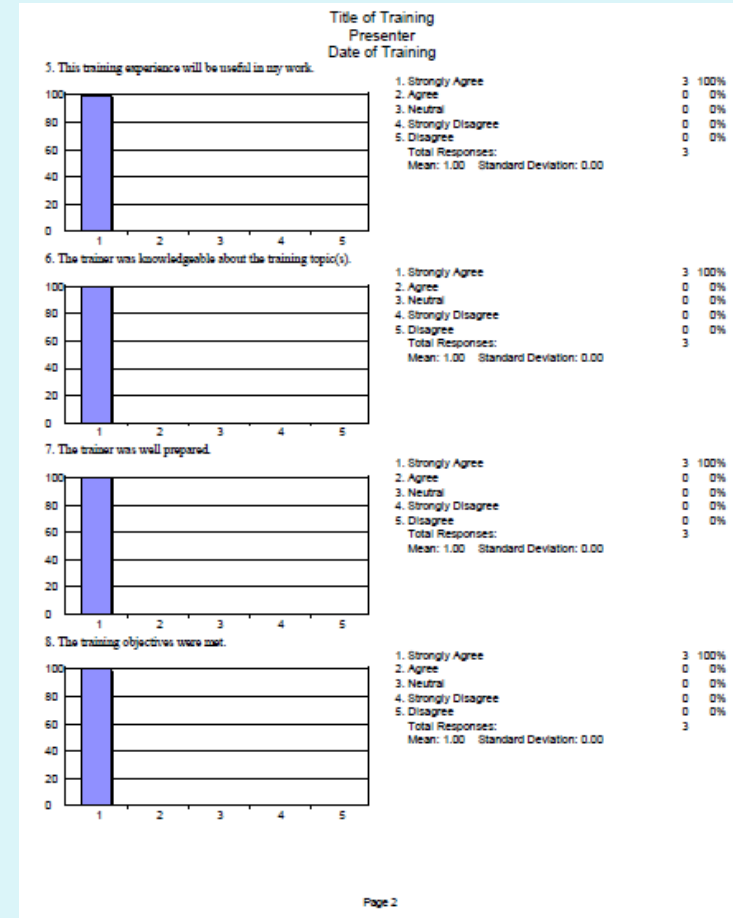 Title of Training
Presenter
Date of Training
5. This training experience will be useful in my work.
100
80
60
40
20
0
1 2 3 4 5
1. Strongly Agree 3 100%
2. Agree 0 0%
3. Neutral 0 0%
4. Strongly Disagree 0 0%
5. Disagree 0 0%
Total Responses: 3
Mean: 1.00 Standard Deviation: 0.00
6. The trainer was knowledgeable about the training topic(s).
100
80
60
40
20
0
1 2 3 4 5
1. Strongly Agree 3 100%
2. Agree 0 0%
3. Neutral 0 0%
4. Strongly Disagree 0 0%
5. Disagree 0 0%
Total Responses: 3
Mean: 1.00 Standard Deviation: 0.00
7. The trainer was well prepared.
100
80
60
40
20
0
1 2 3 4 5
1. Strongly Agree 3 100%
2. Agree 0 0%
3. Neutral 0 0%
4. Strongly Disagree 0 0%
5. Disagree 0 0%
Total Responses: 3
Mean: 1.00 Standard Deviation: 0.00
8. The training objectives were met.
100
80
60
40
20
0
1 2 3 4 5
1. Strongly Agree 3 100%
2. Agree 0 0%
3. Neutral 0 0%
4. Strongly Disagree 0 0%
5. Disagree 0 0%
Total Responses: 3
Mean: 1.00 Standard Deviation: 0.00
Page 2